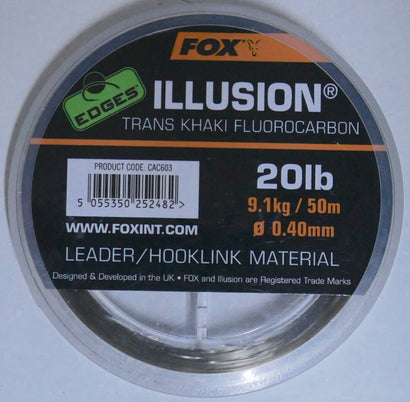 FOX
EDGES
ILLUSION®
TRANS KHAKI FLUOROCARBON
PRODUCT CODE: CAC603
5 055350 252482 >
20lb
9.1kg / 50m
Ø 0.40mm
WWW.FOXINT.COM
LEADER/HOOKLINK MATERIAL
Designed & Developed in the UK • FOX and Illusion are Registered Trade Marks